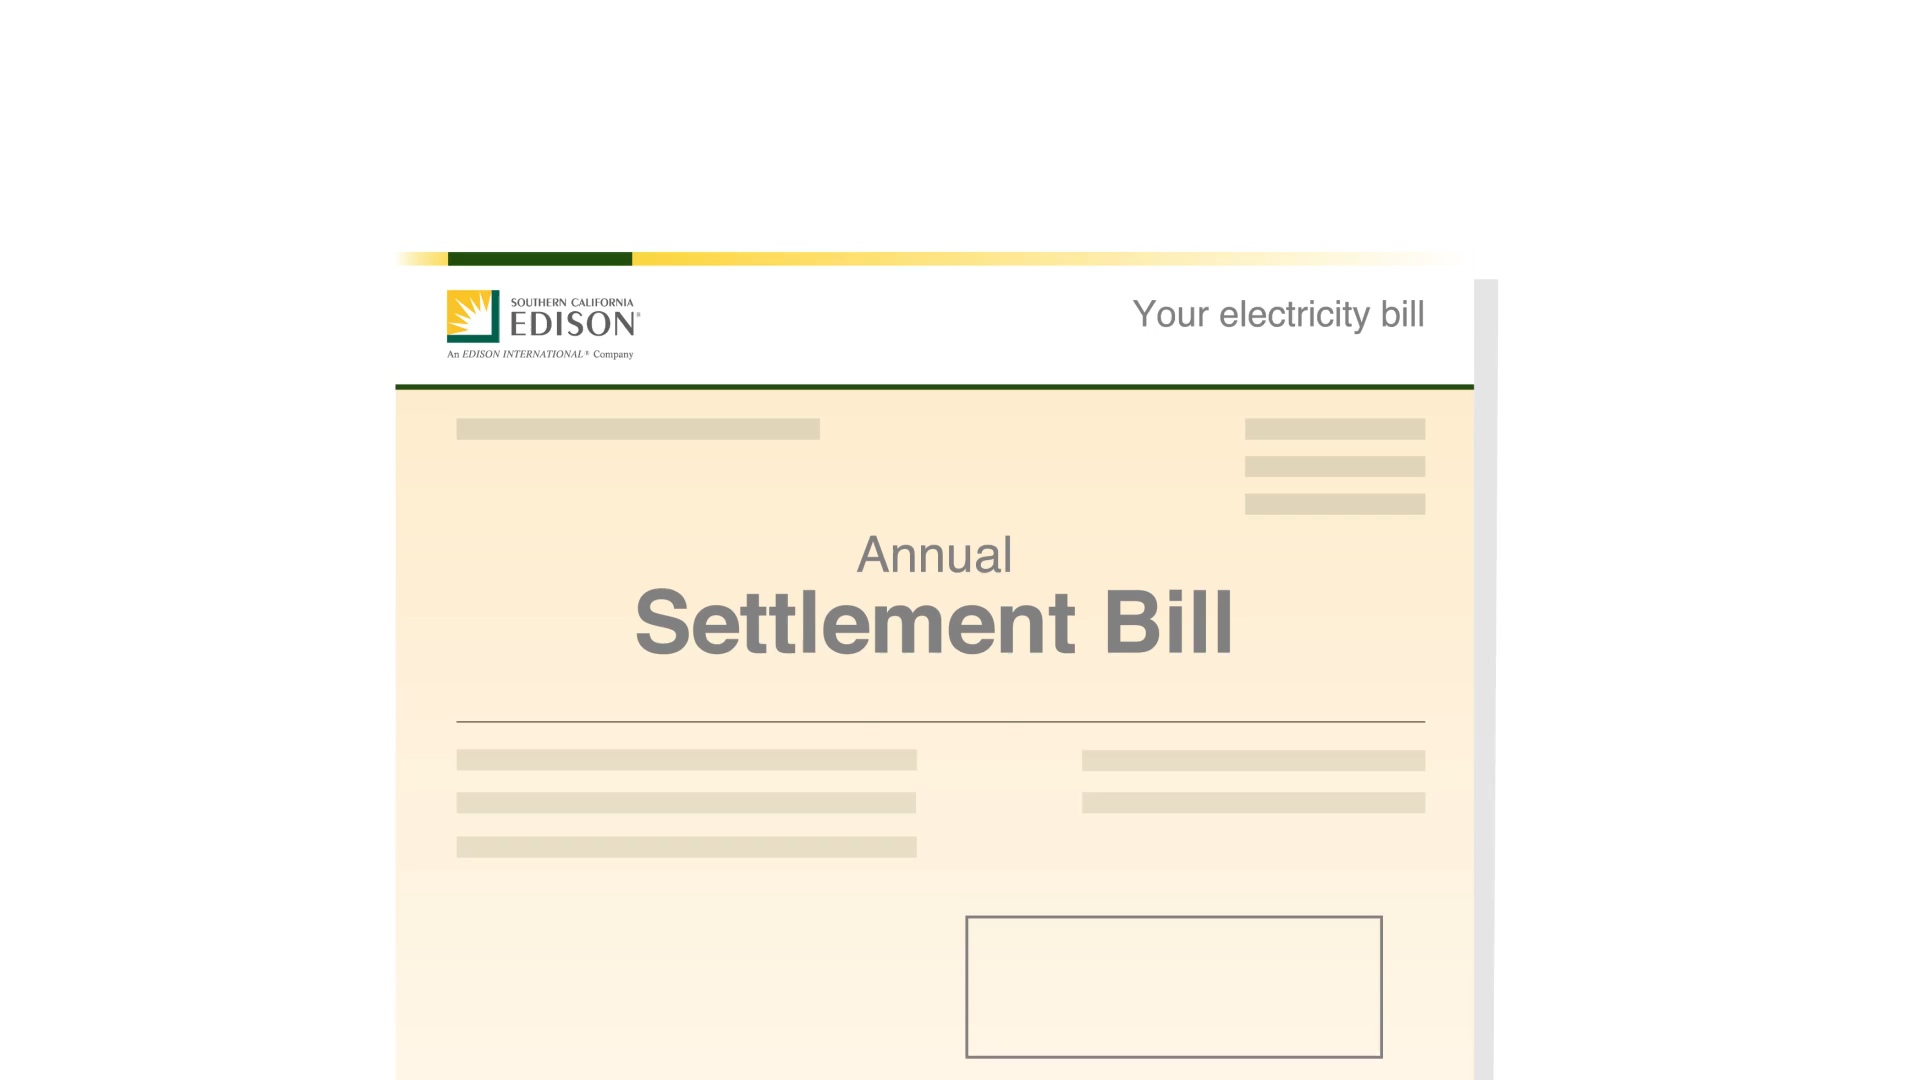 SOUTHERN CALIFORNIA
EDISON®
An EDISON INTERNATIONAL® Company
Your electricity bill
Annual
Settlement Bill